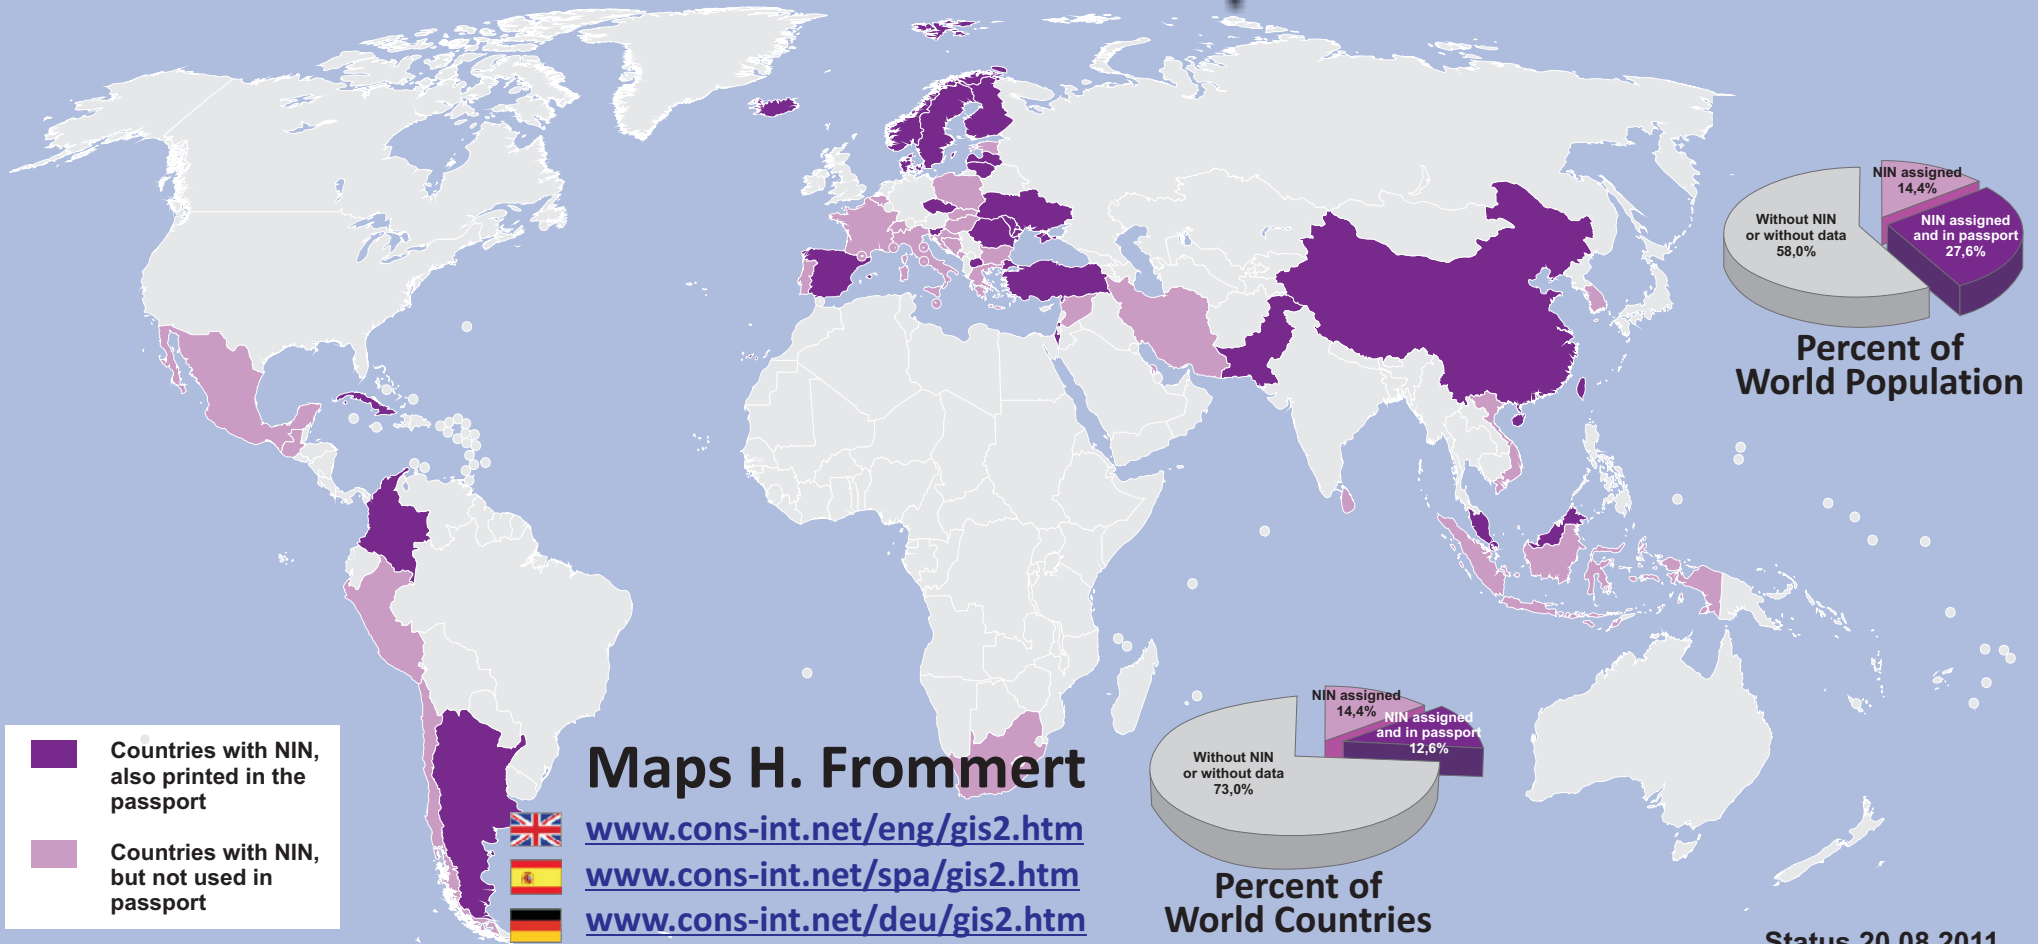 NIN assigned
14,4%
Without NIN
or without data
58,0%
NIN assigned
and in passport
27,6%
Percent of
World Population
NIN assigned
14,4%
NIN assigned
and in passport
12,6%
Without NIN
or without data
73,0%
Percent of
World Countries
Countries with NIN,
also printed in the
passport
Countries with NIN,
but not used in
passport
Maps H. Frommert
www.cons-int.net/eng/gis2.htm
www.cons-int.net/spa/gis2.htm
www.cons-int.net/deu/gis2.htm
Status 20.08.2011